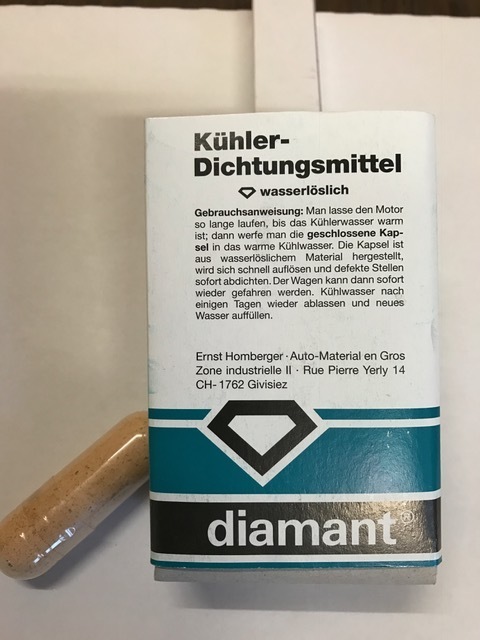 Kühler-
Dichtungsmittel
wasserlöslich
Gebrauchsanweisung: Man lasse den Motor
so lange laufen, bis das Kühlerwasser warm
ist; dann werfe man die geschlossene Kap-
sel in das warme Kühlwasser. Die Kapsel ist
aus wasserlöslichem Material hergestellt,
wird sich schnell auflösen und defekte Stellen
sofort abdichten. Der Wagen kann dann sofort
wieder gefahren werden. Kühlwasser nach
einigen Tagen wieder ablassen und neues
Wasser auffüllen.
Ernst Homberger · Auto-Material en Gros
Zone industrielle II · Rue Pierre Yerly 14
CH-1762 Givisiez
diamant®